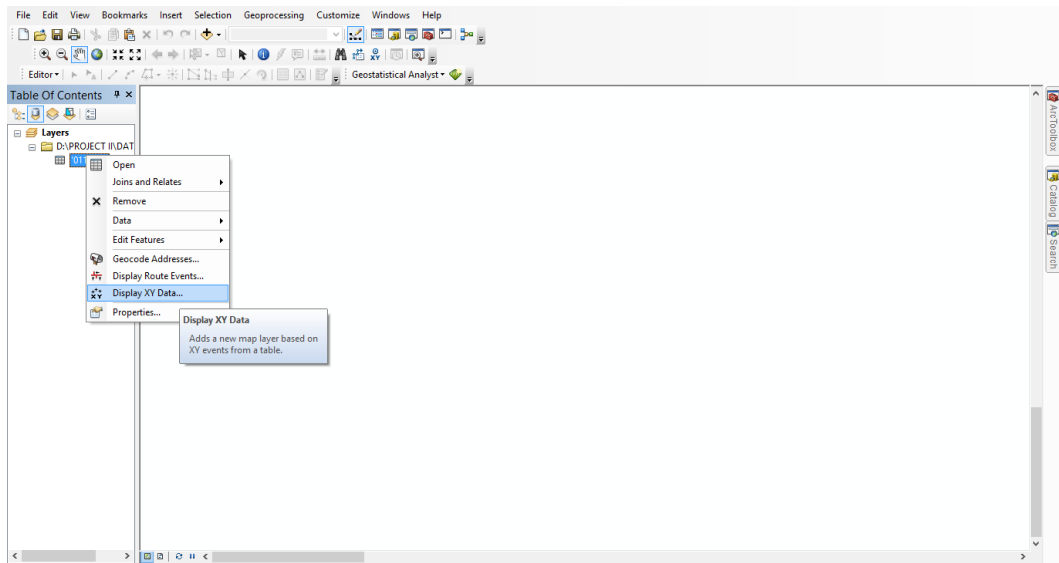 File Edit View Bookmarks Insert Selection Geoprocessing Customize Windows Help
Editor Geostatistical Analyst
Table Of Contents
Layers
D:\PROJECT II\DAT
Open
Joins and Relates
Remove
Data
Edit Features
Geocode Addresses...
Display Route Events...
Display XY Data...
Properties...
Display XY Data
Adds a new map layer based on
XY events from a table.
ArcToolbox
Catalog
Search